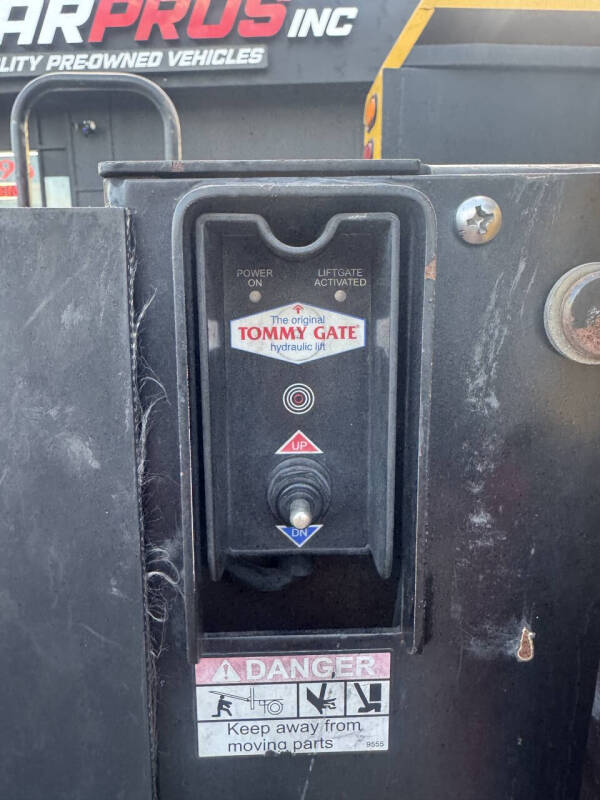 ARPROS INC
LITY PREOWNED VEHICLES
POWER ON
LIFTGATE ACTIVATED
The original
TOMMY GATE®
hydraulic lift
UP
DN
DANGER
Keep away from
moving parts
9555